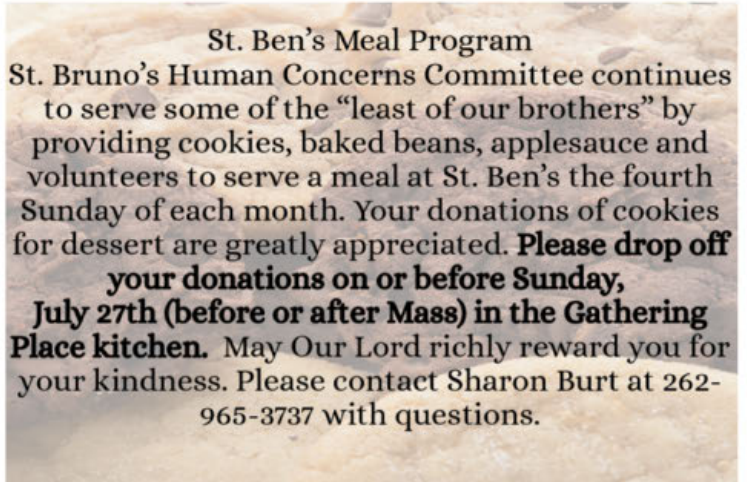 St. Ben's Meal Program
St. Bruno's Human Concerns Committee continues
to serve some of the “least of our brothers” by
providing cookies, baked beans, applesauce and
volunteers to serve a meal at St. Ben's the fourth
Sunday of each month. Your donations of cookies
for dessert are greatly appreciated. Please drop off
your donations on or before Sunday,
July 27th (before or after Mass) in the Gathering
Place kitchen. May Our Lord richly reward you for
your kindness. Please contact Sharon Burt at 262-
965-3737 with questions.